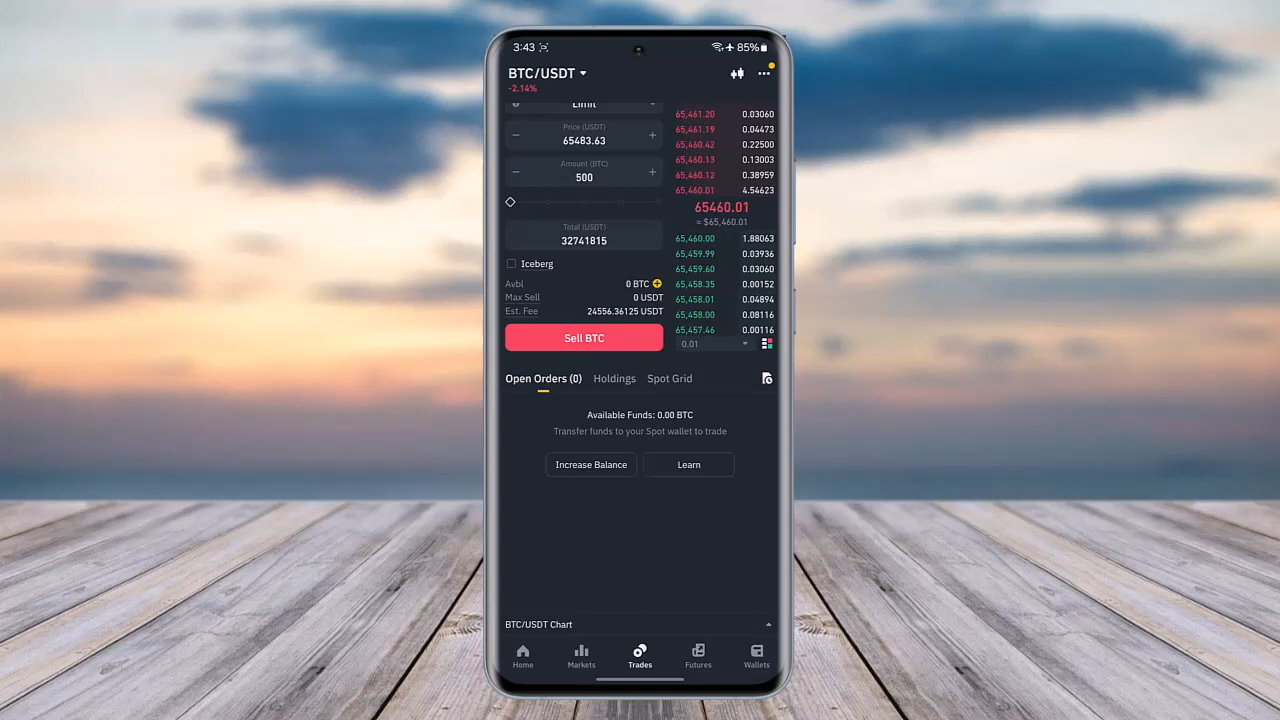 3:43 85%
BTC/USDT
-2.14%
Limit
Price (USDT)
65483.63
Amount (BTC)
500
Total (USDT)
32741815
Iceberg
Avbl 0 BTC
Max Sell 0 USDT
Est. Fee 24556.36125 USDT
Sell BTC
65,461.20 0.03060
65,461.19 0.04473
65,460.42 0.22500
65,460.13 0.13003
65,460.12 0.38959
65,460.01 4.54623
65460.01
≈ $65,460.01
65,460.00 1.88063
65,459.99 0.03936
65,459.60 0.03060
65,458.35 0.00152
65,458.01 0.04894
65,458.00 0.08116
65,457.46 0.00116
0.01
Open Orders (0) Holdings Spot Grid
Available Funds: 0.00 BTC
Transfer funds to your Spot wallet to trade
Increase Balance Learn
BTC/USDT Chart
Home Markets Trades Futures Wallets